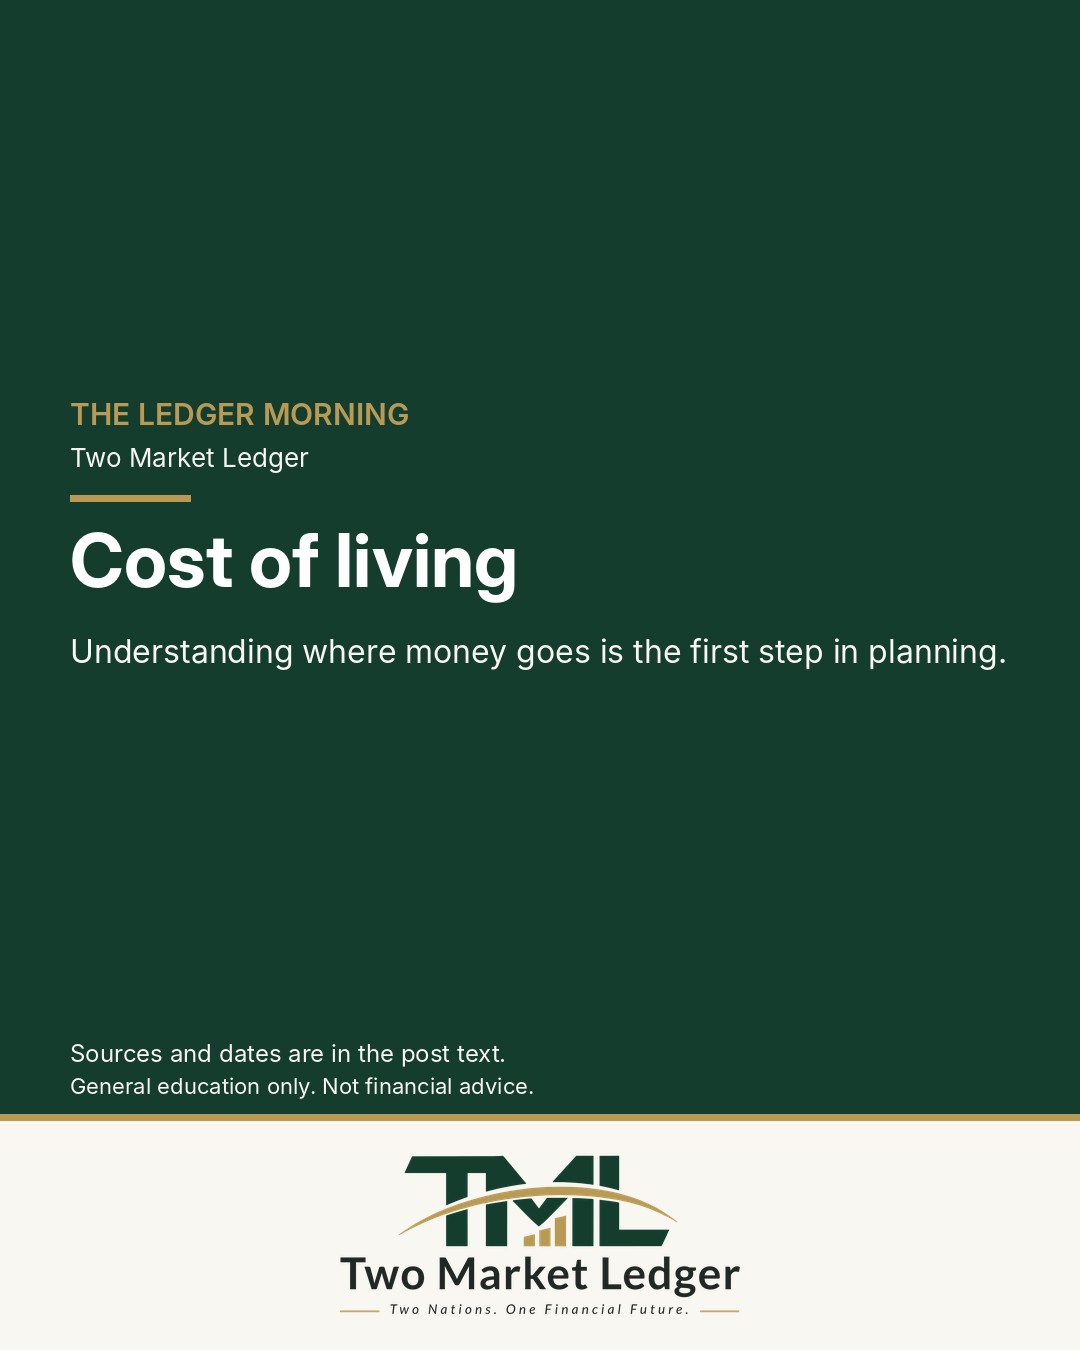 THE LEDGER MORNING
Two Market Ledger
Cost of living
Understanding where money goes is the first step in planning.
Sources and dates are in the post text.
General education only. Not financial advice.
TML
Two Market Ledger
Two Nations. One Financial Future.